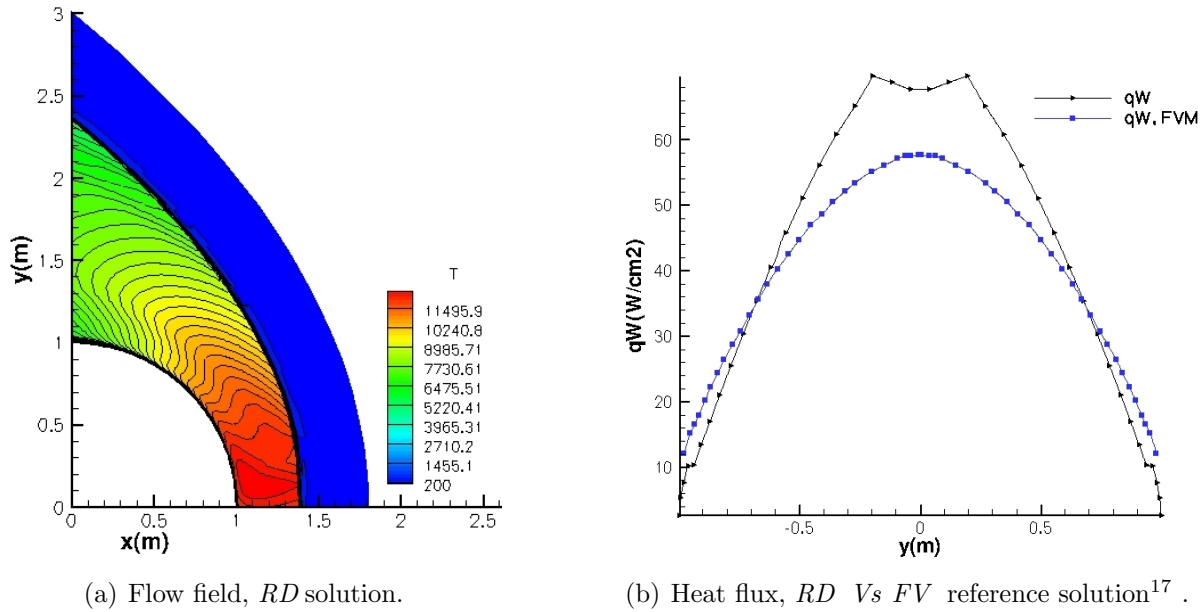 3
2.5
2
1.5
1
0.5
0
y(m)
0 0.5 1 1.5 2 2.5
x(m)
T
11495.9
10240.8
8985.71
7730.61
6475.51
5220.41
3965.31
2710.2
1455.1
200
qW
qW, FVM
60
50
40
30
20
10
qW(W/cm2)
-0.5 0 0.5
y(m)
(a) Flow field, RD solution.
(b) Heat flux, RD Vs FV reference solution17 .